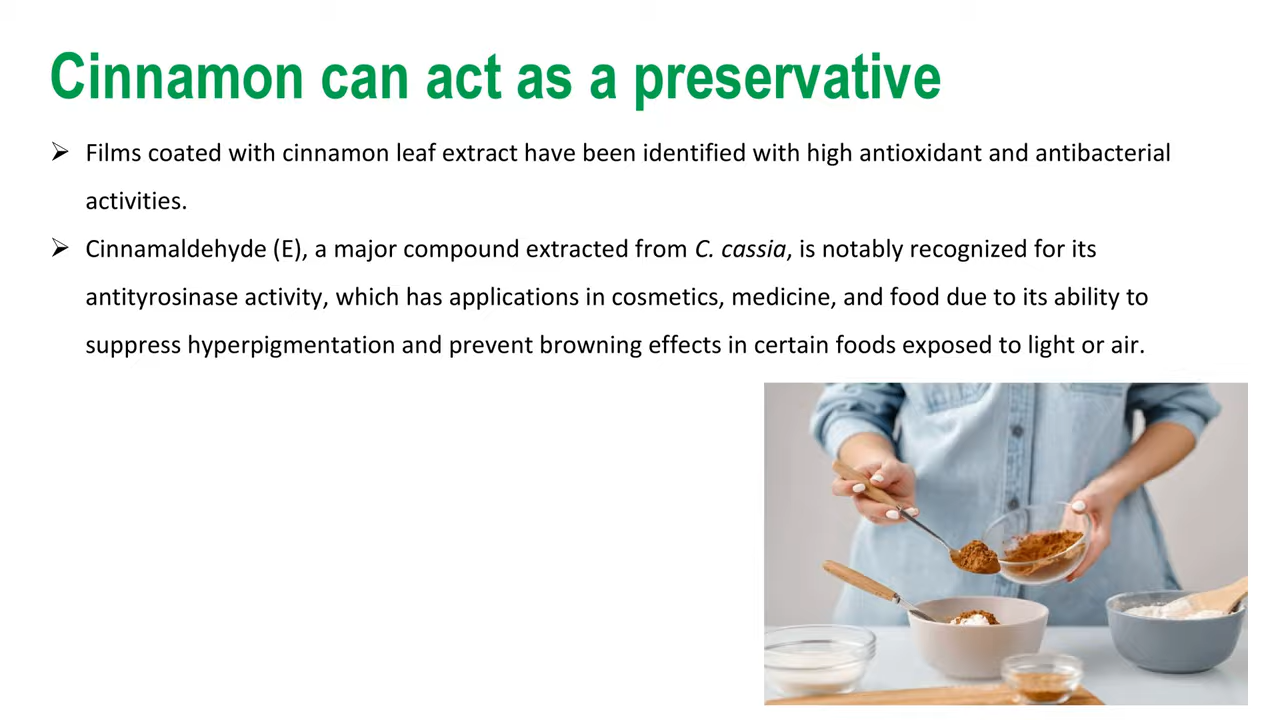 Cinnamon can act as a preservative
➢ Films coated with cinnamon leaf extract have been identified with high antioxidant and antibacterial
activities.
➢ Cinnamaldehyde (E), a major compound extracted from C. cassia, is notably recognized for its
antityrosinase activity, which has applications in cosmetics, medicine, and food due to its ability to
suppress hyperpigmentation and prevent browning effects in certain foods exposed to light or air.